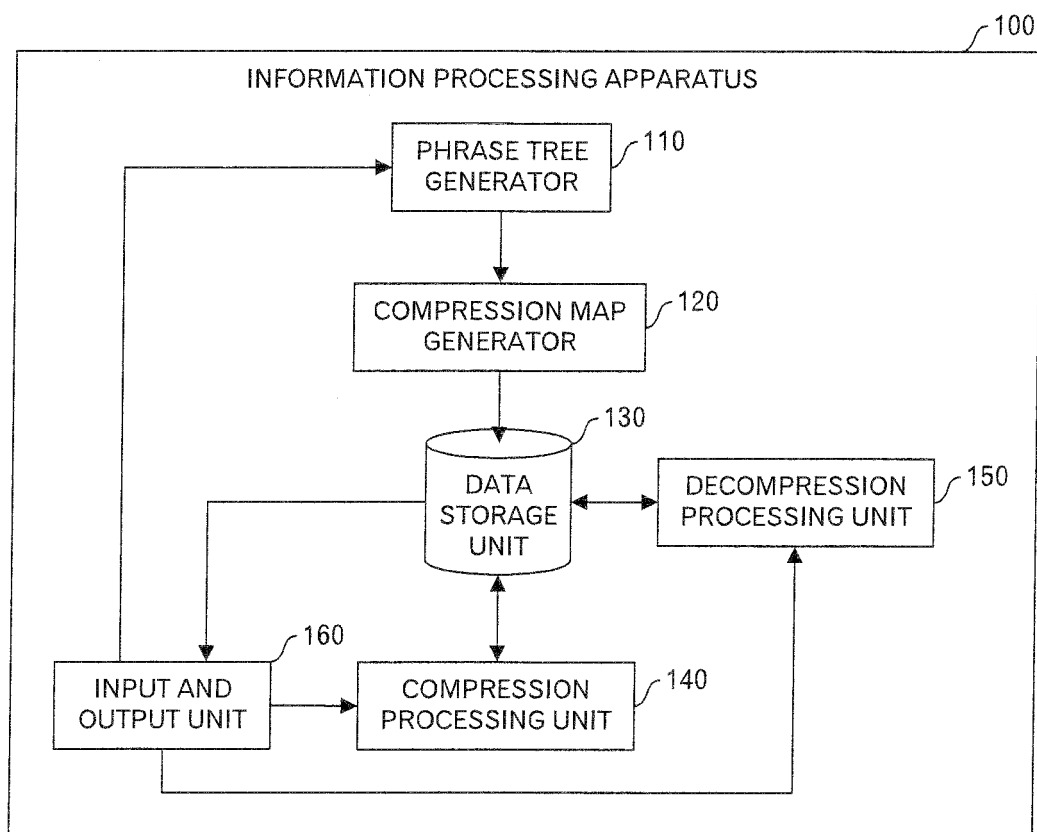 100
INFORMATION PROCESSING APPARATUS
PHRASE TREE
GENERATOR
110
COMPRESSION MAP
GENERATOR
120
130
DATA
STORAGE
UNIT
DECOMPRESSION
PROCESSING UNIT
150
160
INPUT AND
OUTPUT UNIT
COMPRESSION
PROCESSING UNIT
140